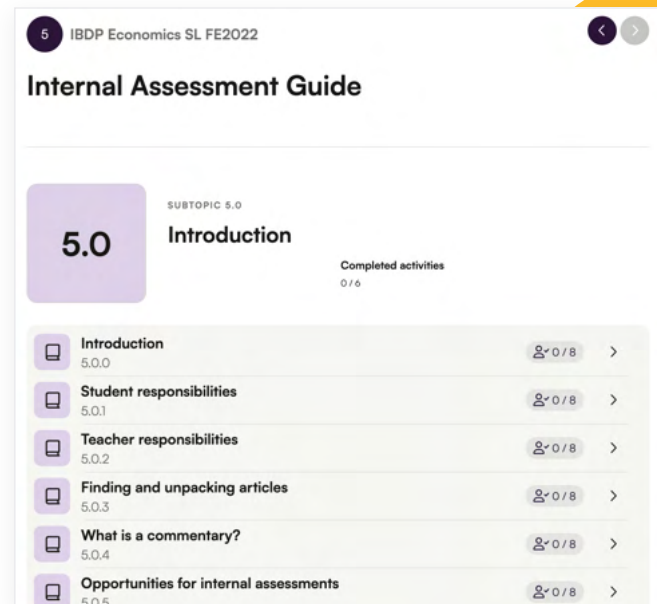 5 IBDP Economics SL FE2022
Internal Assessment Guide
SUBTOPIC 5.0
5.0
Introduction
Completed activities
0/6
Introduction
5.0.0
0/8
Student responsibilities
5.0.1
0/8
Teacher responsibilities
5.0.2
0/8
Finding and unpacking articles
5.0.3
0/8
What is a commentary?
5.0.4
0/8
Opportunities for internal assessments
5.0.5
0/8